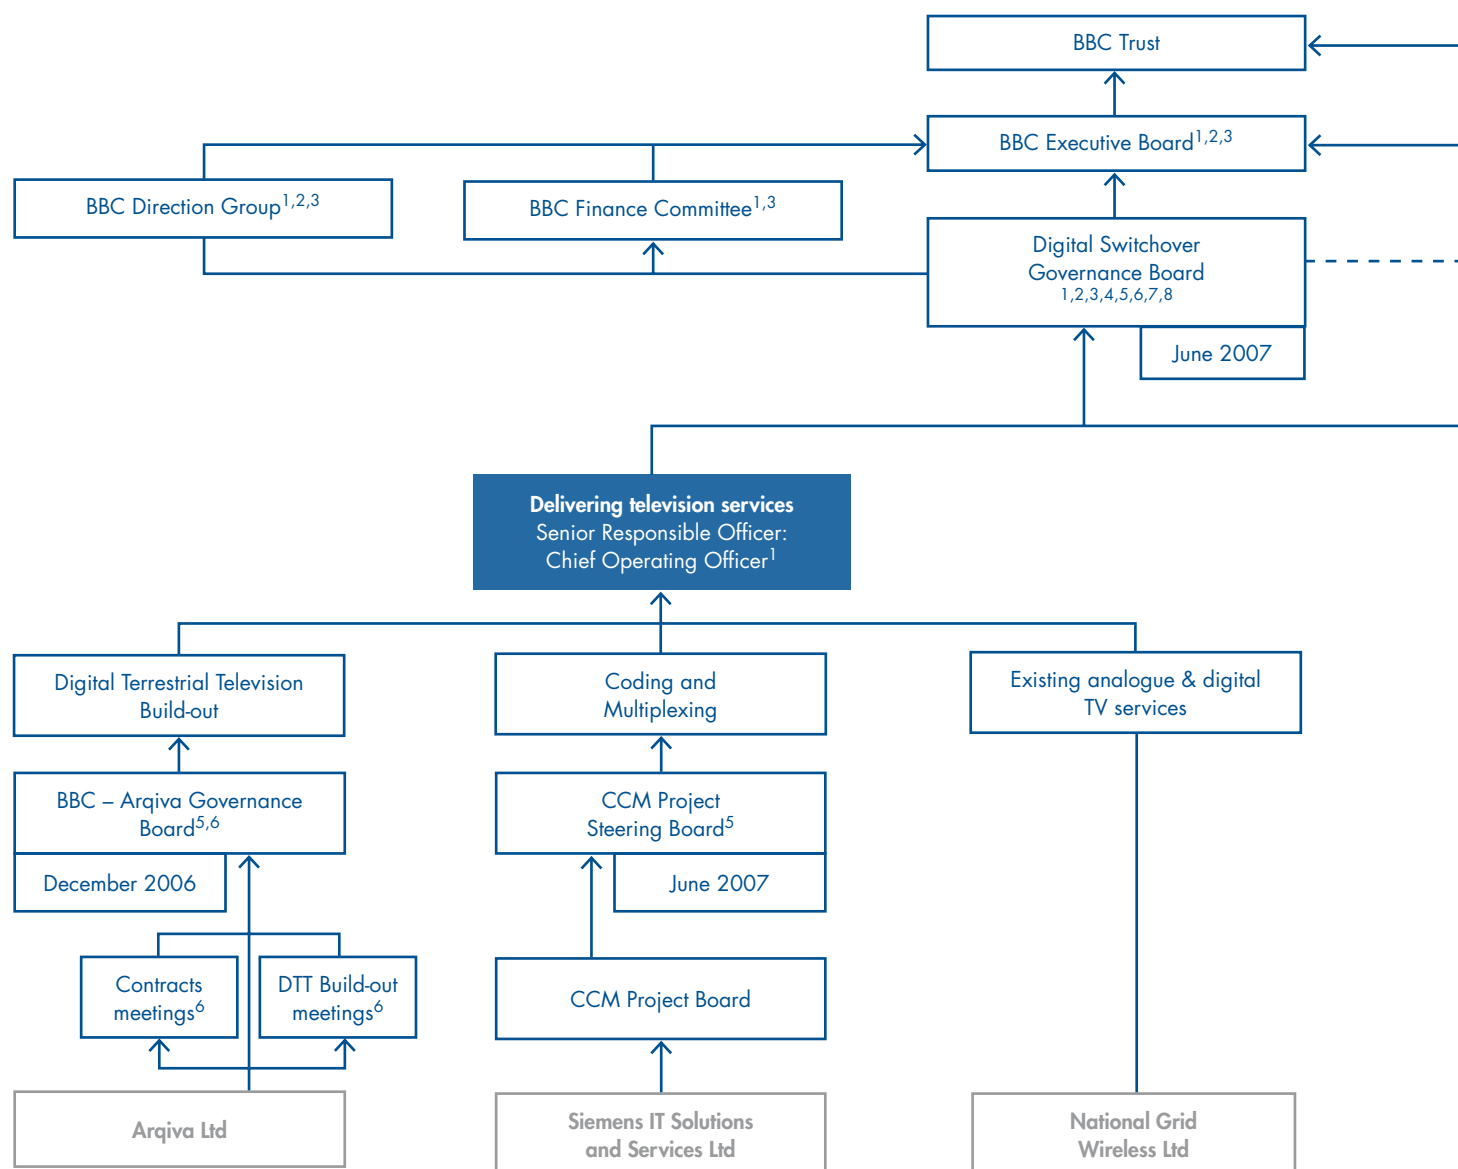 BBC Trust
BBC Executive Board1,2,3
BBC Direction Group1,2,3
BBC Finance Committee1,3
Digital Switchover
Governance Board
1,2,3,4,5,6,7,8
June 2007
Delivering television services
Senior Responsible Officer:
Chief Operating Officer1
Digital Terrestrial Television
Build-out
Coding and
Multiplexing
Existing analogue & digital
TV services
BBC – Arqiva Governance
Board5,6
December 2006
CCM Project
Steering Board5
June 2007
Contracts
meetings6
DTT Build-out
meetings6
CCM Project Board
Arqiva Ltd
Siemens IT Solutions
and Services Ltd
National Grid
Wireless Ltd